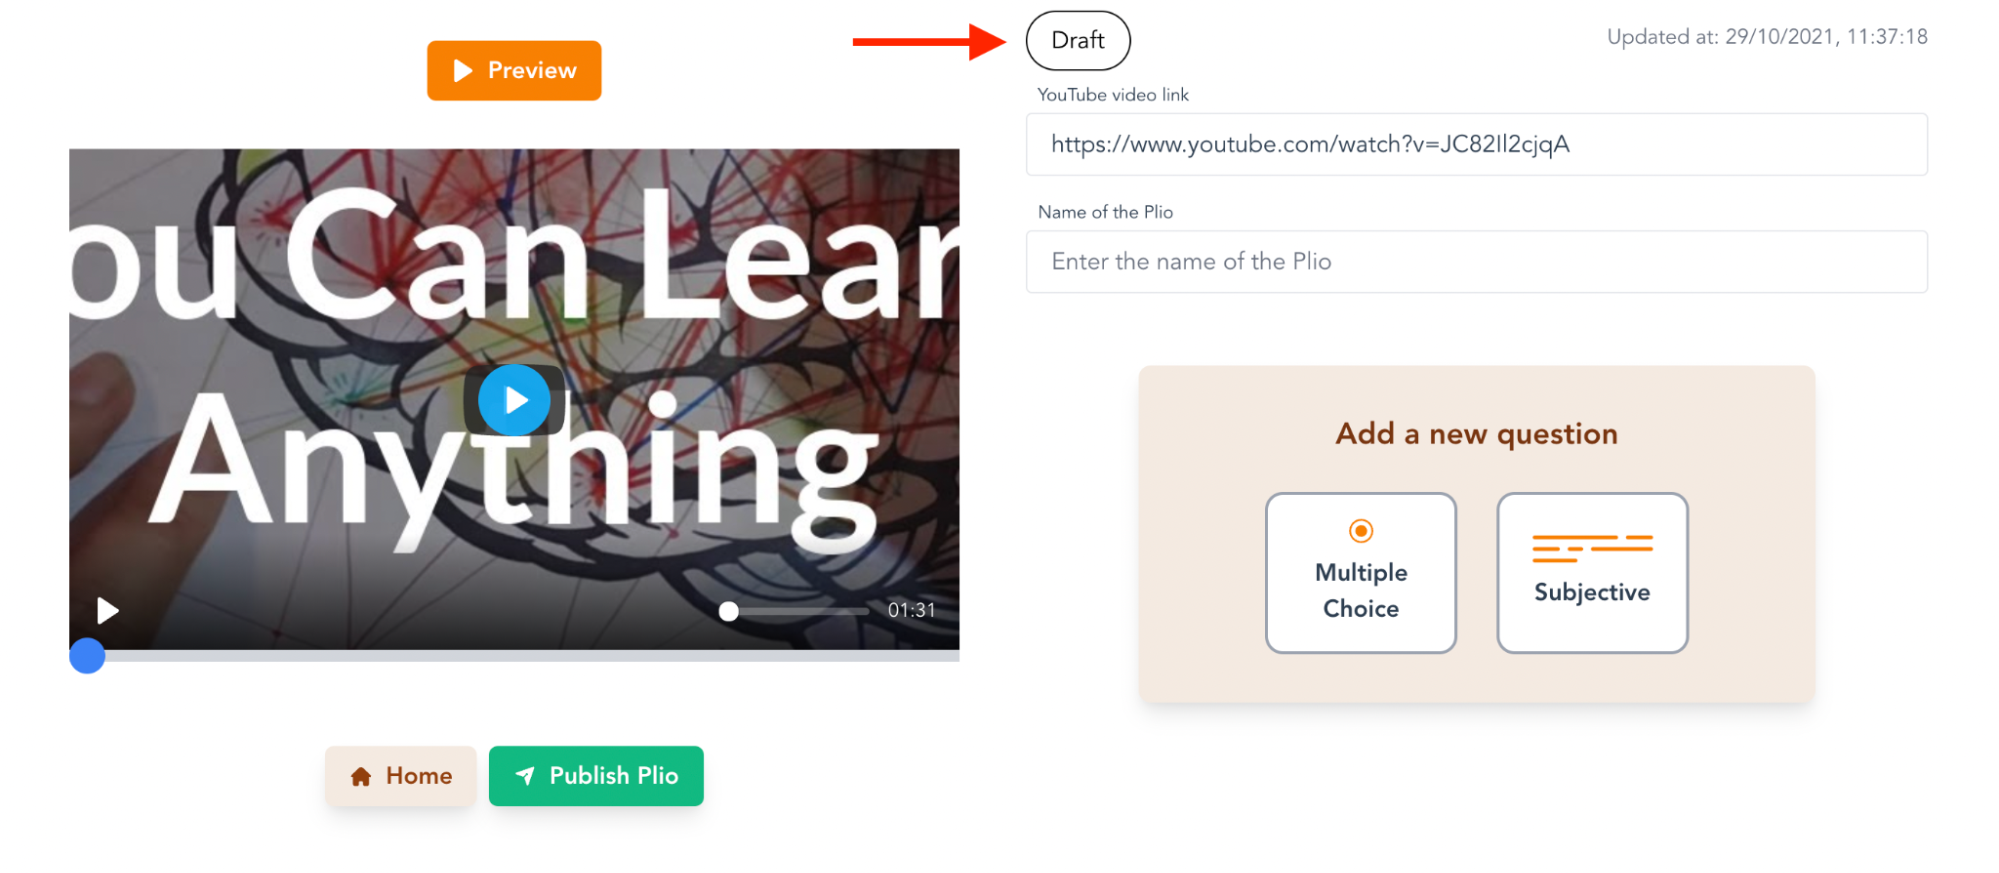 Preview
ou Can Lear
Anything
01:31
Home
Publish Plio
Draft
Updated at: 29/10/2021, 11:37:18
YouTube video link
https://www.youtube.com/watch?v=JC82Il2cjqA
Name of the Plio
Enter the name of the Plio
Add a new question
Multiple
Choice
Subjective